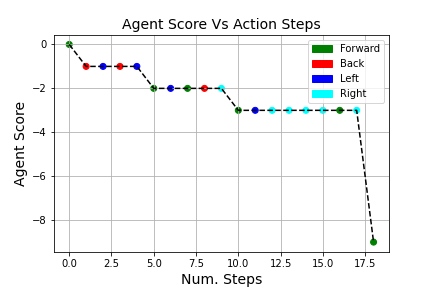 Agent Score Vs Action Steps
0
−2
−4
−6
−8
Agent Score
Forward
Back
Left
Right
0.0 2.5 5.0 7.5 10.0 12.5 15.0 17.5
Num. Steps